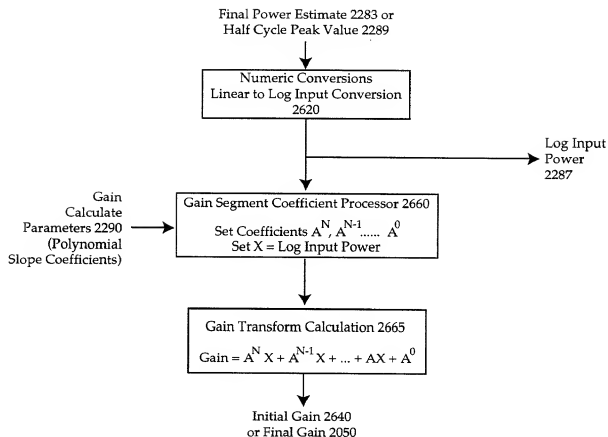 Final Power Estimate 2283 or
Half Cycle Peak Value 2289
Numeric Conversions
Linear to Log Input Conversion
2620
Log Input
Power
2287
Gain
Calculate
Parameters 2290
(Polynomial
Slope Coefficients)
Gain Segment Coefficient Processor 2660
Set Coefficients A^N, A^N-1...... A^0
Set X = Log Input Power
Gain Transform Calculation 2665
Gain = A^N X + A^N-1 X + ... + AX + A^0
Initial Gain 2640
or Final Gain 2050